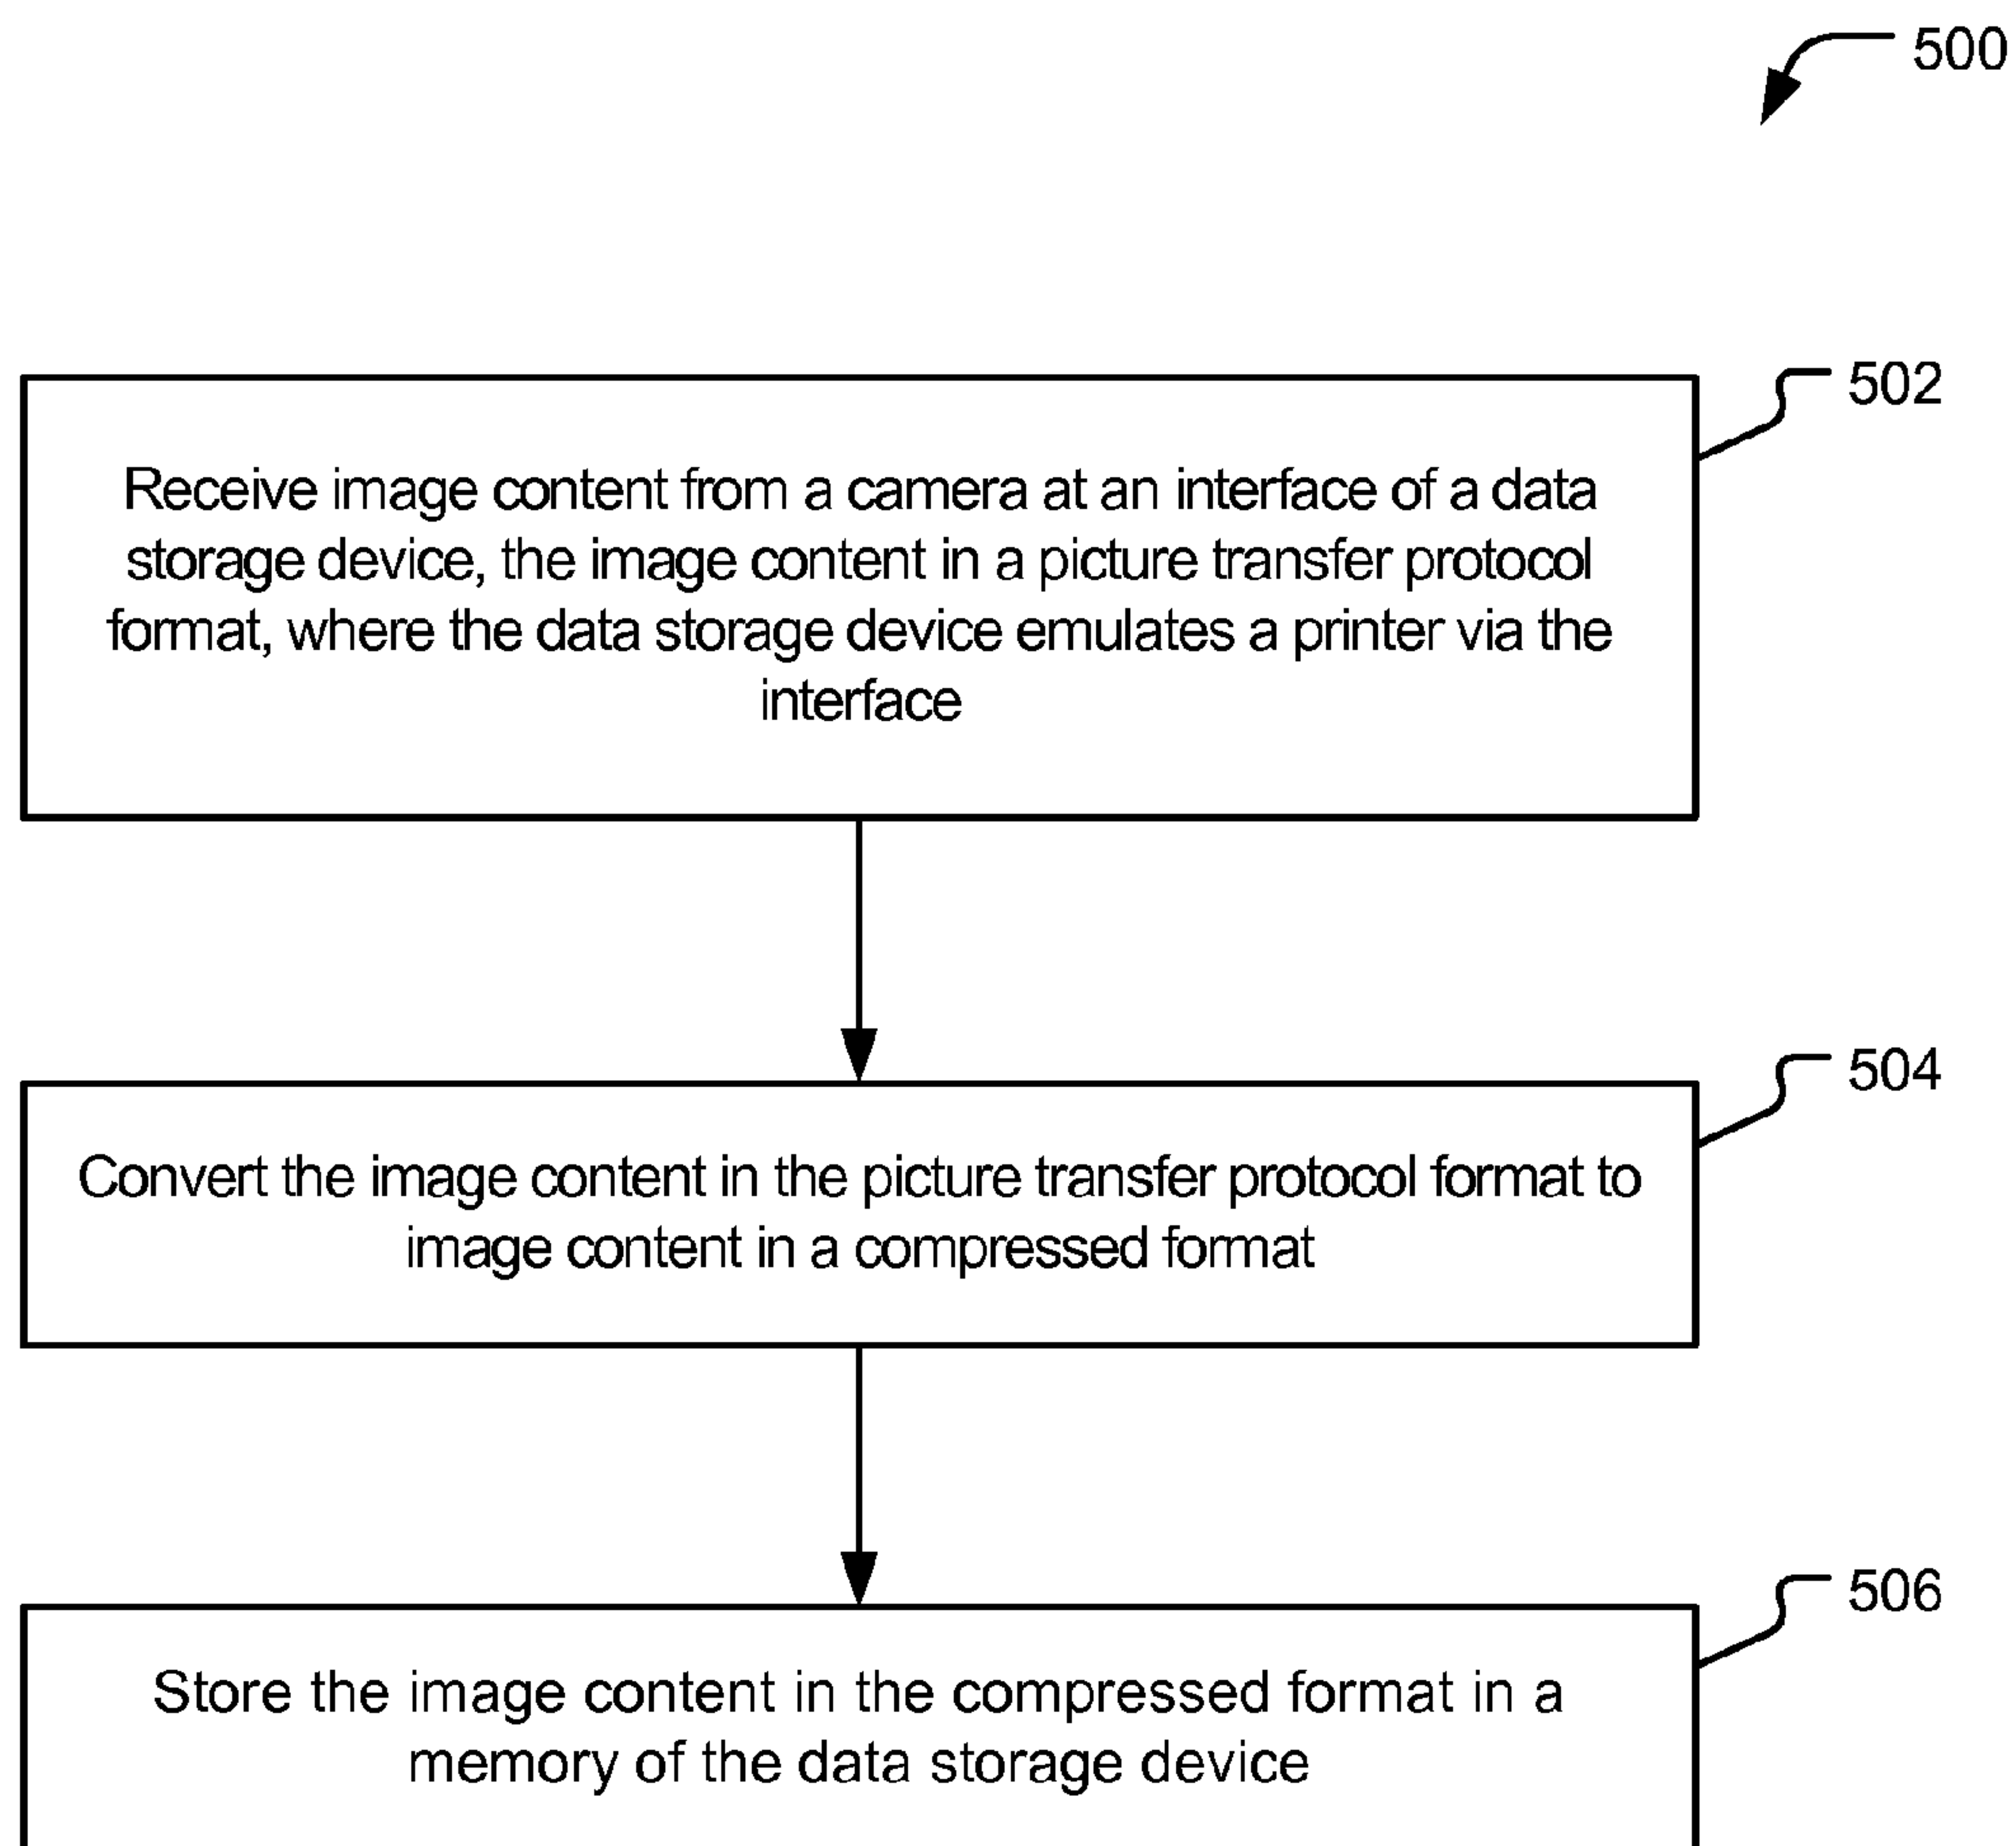 500
502
Receive image content from a camera at an interface of a data
storage device, the image content in a picture transfer protocol
format, where the data storage device emulates a printer via the
interface
504
Convert the image content in the picture transfer protocol format to
image content in a compressed format
506
Store the image content in the compressed format in a
memory of the data storage device